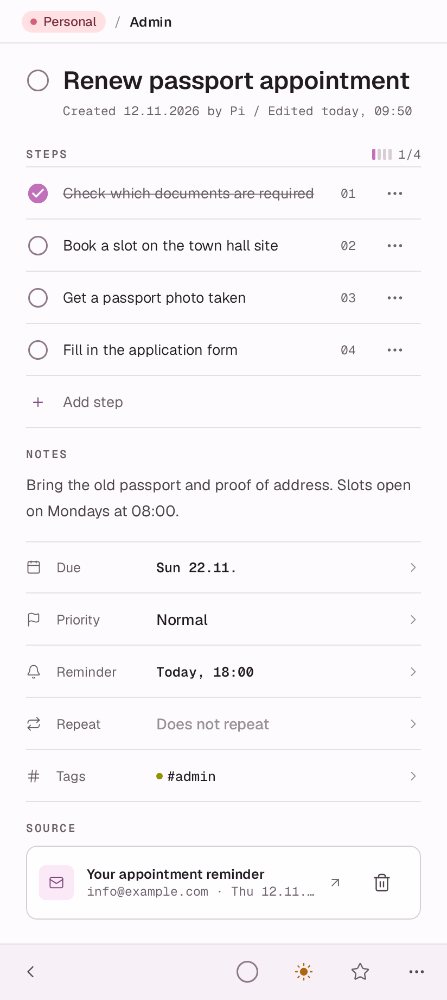 Personal / Admin
Renew passport appointment
Created 12.11.2026 by Pi / Edited today, 09:50
STEPS 1/4
Check which documents are required 01
Book a slot on the town hall site 02
Get a passport photo taken 03
Fill in the application form 04
Add step
NOTES
Bring the old passport and proof of address. Slots open
on Mondays at 08:00.
Due Sun 22.11.
Priority Normal
Reminder Today, 18:00
Repeat Does not repeat
Tags #admin
SOURCE
Your appointment reminder
info@example.com · Thu 12.11.…